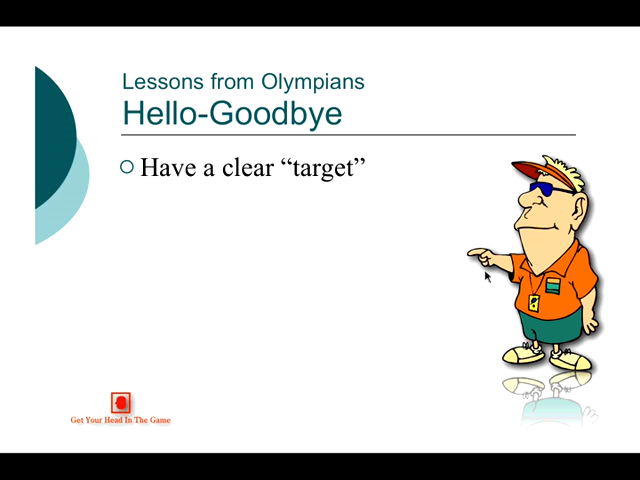 Lessons from Olympians
Hello-Goodbye
Have a clear “target”
Get Your Head In The Game